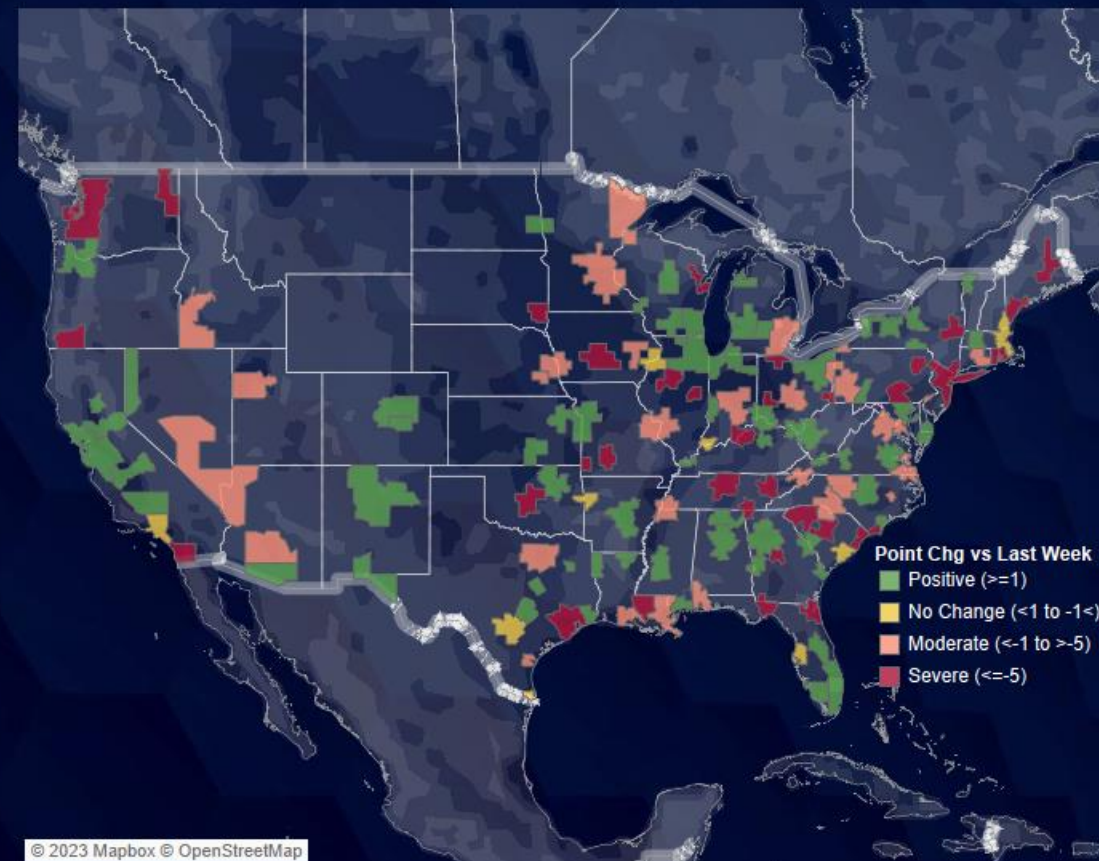 Point Chg vs Last Week
Positive (>=1)
No Change (<1 to -1<)
Moderate (<-1 to >-5)
Severe (<=-5)
© 2023 Mapbox © OpenStreetMap